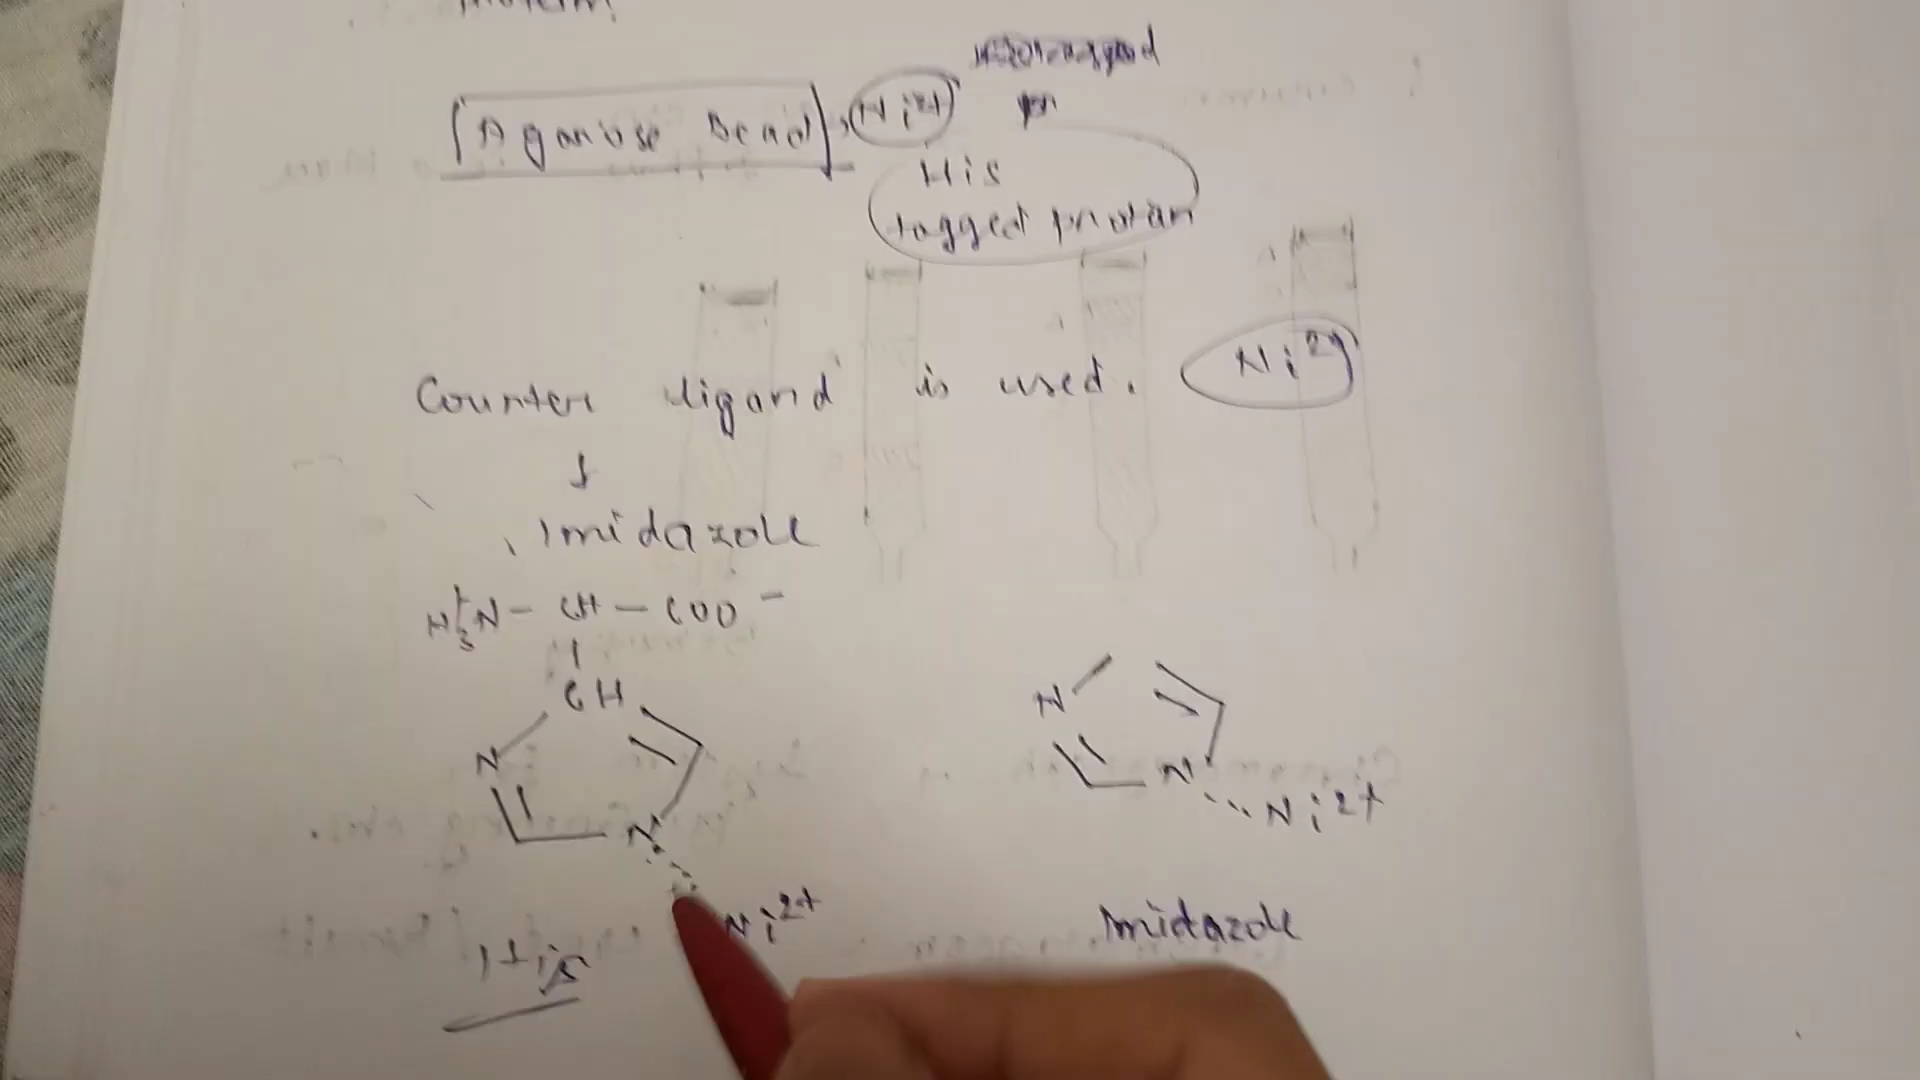 Agarose Bead Ni2+
His
tagged protein
Counter ligand is used. Ni2+
Imidazole
H3+N - CH - COO-
CH
N
N
N
N
Ni2+
Ni2+
His
Imidazole